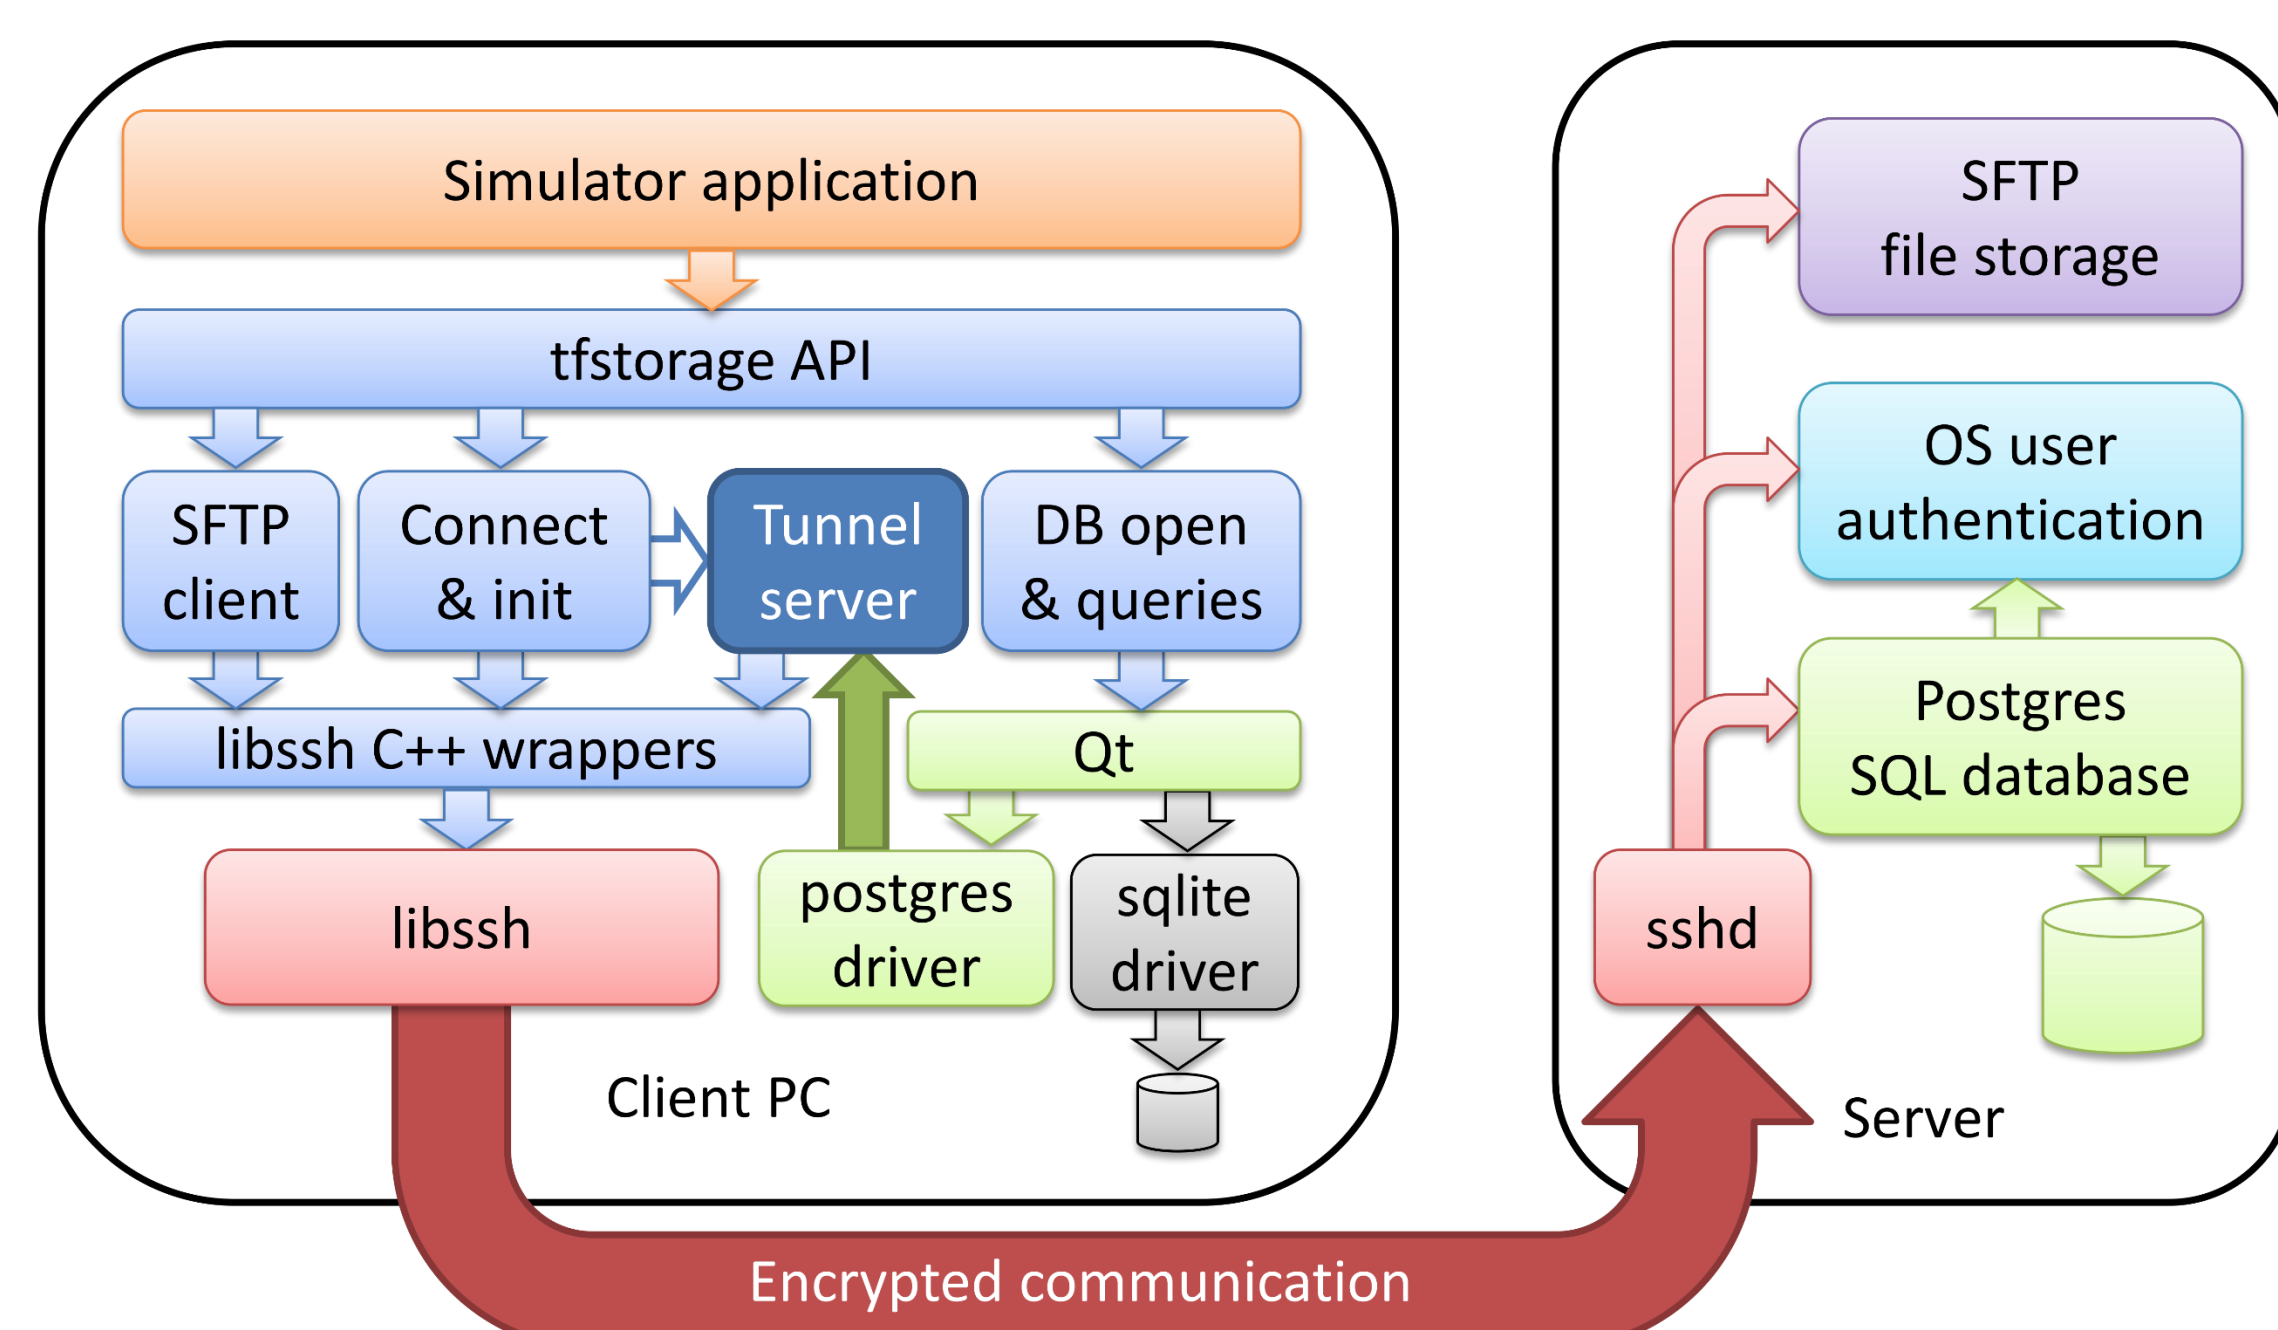 Simulator application
tfstorage API
SFTP
client
Connect
& init
Tunnel
server
DB open
& queries
libssh C++ wrappers
Qt
libssh
postgres
driver
sqlite
driver
Client PC
SFTP
file storage
OS user
authentication
Postgres
SQL database
sshd
Server
Encrypted communication